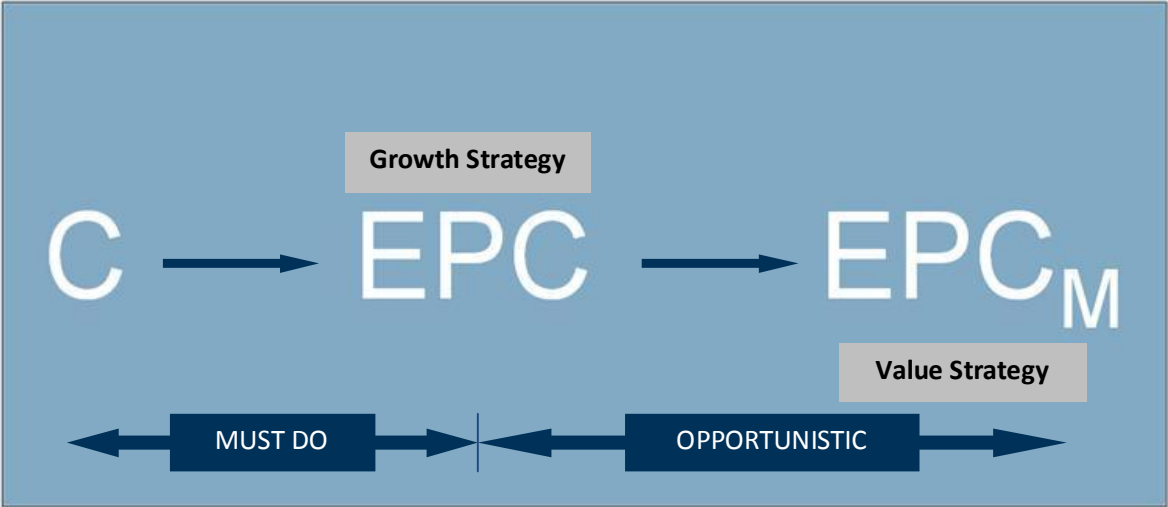 Growth Strategy
C EPC EPCM
Value Strategy
MUST DO OPPORTUNISTIC